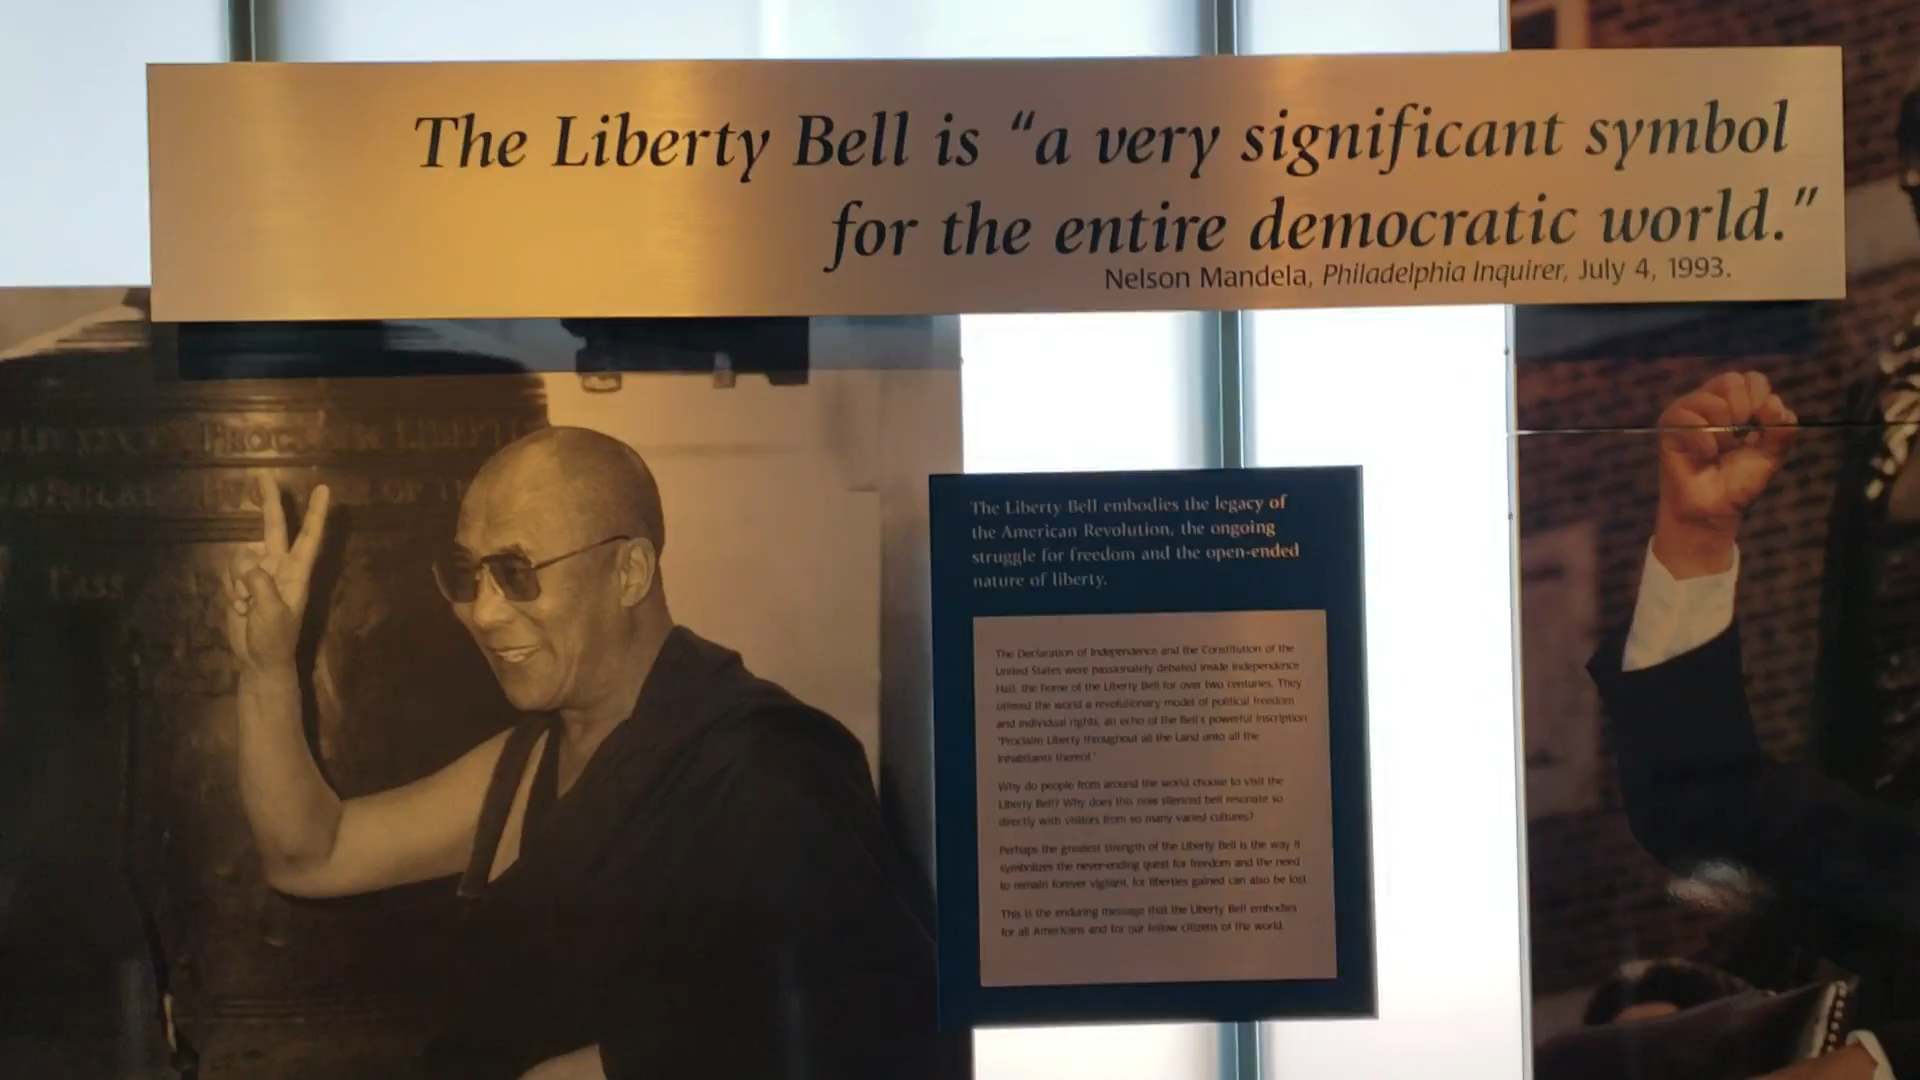 The Liberty Bell is “a very significant symbol
for the entire democratic world.”
Nelson Mandela, Philadelphia Inquirer, July 4, 1993.
The Liberty Bell embodies the legacy of
the American Revolution, the ongoing
struggle for freedom and the open-ended
nature of liberty.
The Declaration of Independence and the Constitution of the
United States were passionately debated inside Independence
Hall, the home of the Liberty Bell for over two centuries. They
offered the world a revolutionary model of political freedom
and individual rights, an echo of the Bell's powerful inscription
"Proclaim Liberty throughout all the Land unto all the
Inhabitants thereof."
Why do people from around the world choose to visit the
Liberty Bell? Why does this now silenced bell resonate so
directly with visitors from so many varied cultures?
Perhaps the greatest strength of the Liberty Bell is the way it
symbolizes the never-ending quest for freedom and the need
to remain forever vigilant, for liberties gained can also be lost.
This is the enduring message that the Liberty Bell embodies
for all Americans and for our fellow citizens of the world.